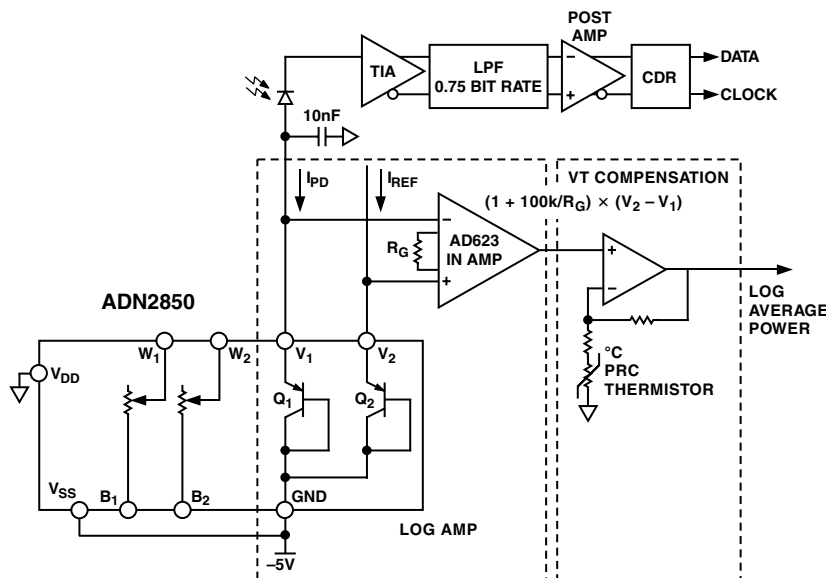 POST
AMP
TIA
LPF
0.75 BIT RATE
−
+
CDR
DATA
CLOCK
10nF
VT COMPENSATION
I_PD
I_REF
(1 + 100k/R_G) × (V_2 – V_1)
−
R_G
AD623
IN AMP
+
+
−
LOG
AVERAGE
POWER
°C
PRC
THERMISTOR
ADN2850
W_1
W_2
V_1
V_2
V_DD
Q_1
Q_2
V_SS
B_1
B_2
GND
LOG AMP
–5V